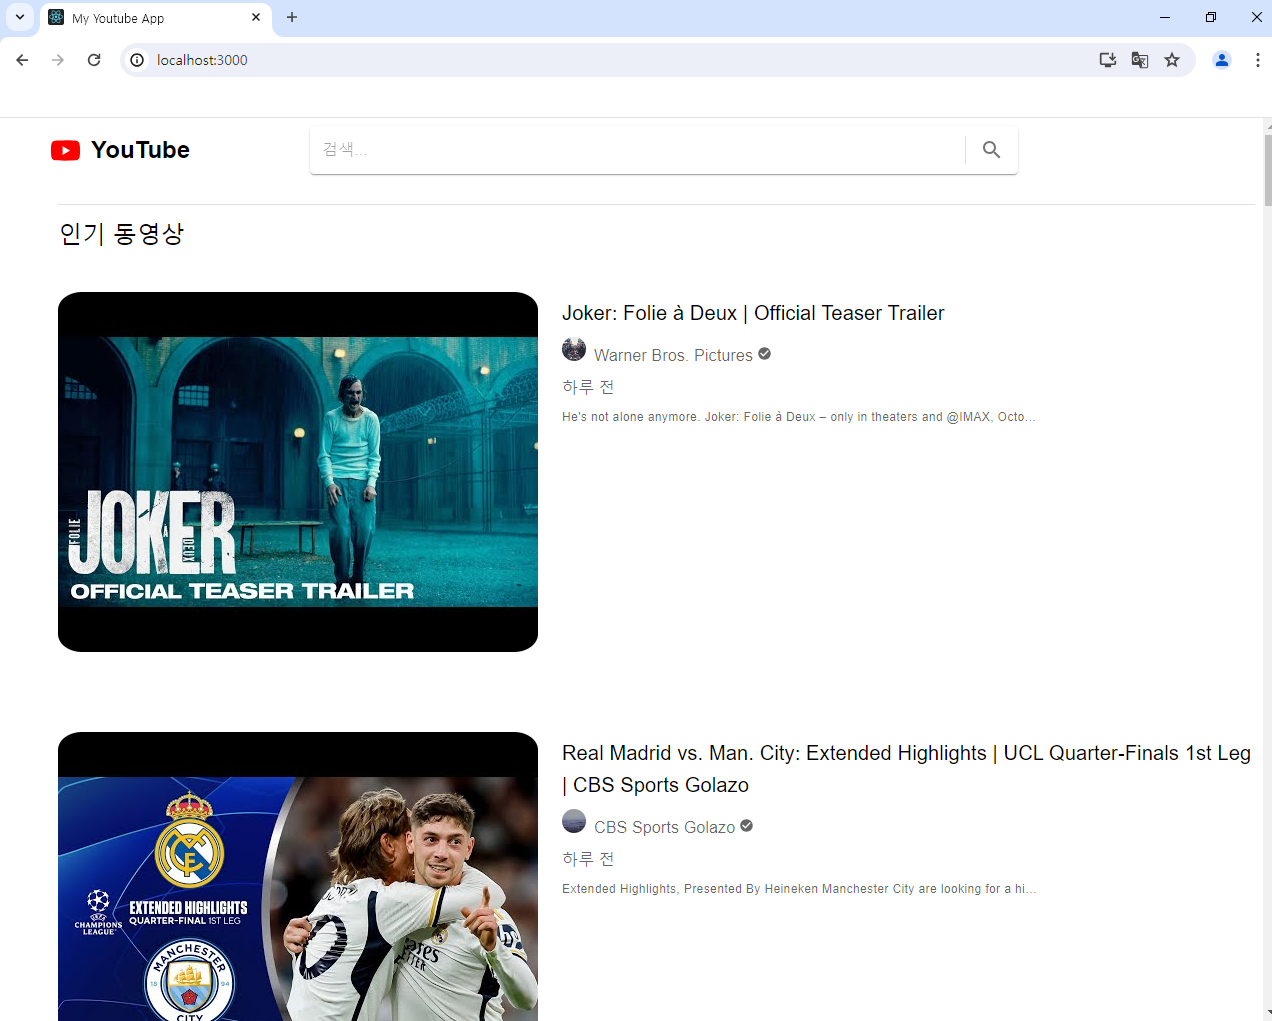 My Youtube App
localhost:3000
YouTube
검색...
인기 동영상
FOLIE
À
DEUX
JOKER
OFFICIAL TEASER TRAILER
Joker: Folie à Deux | Official Teaser Trailer
Warner Bros. Pictures
하루 전
He's not alone anymore. Joker: Folie à Deux – only in theaters and @IMAX, Octo...
UEFA
CHAMPIONS
LEAGUE
EXTENDED HIGHLIGHTS
QUARTER-FINAL 1ST LEG
MANCHESTER
18 94
CITY
Real Madrid vs. Man. City: Extended Highlights | UCL Quarter-Finals 1st Leg
| CBS Sports Golazo
CBS Sports Golazo
하루 전
Extended Highlights, Presented By Heineken Manchester City are looking for a hi...